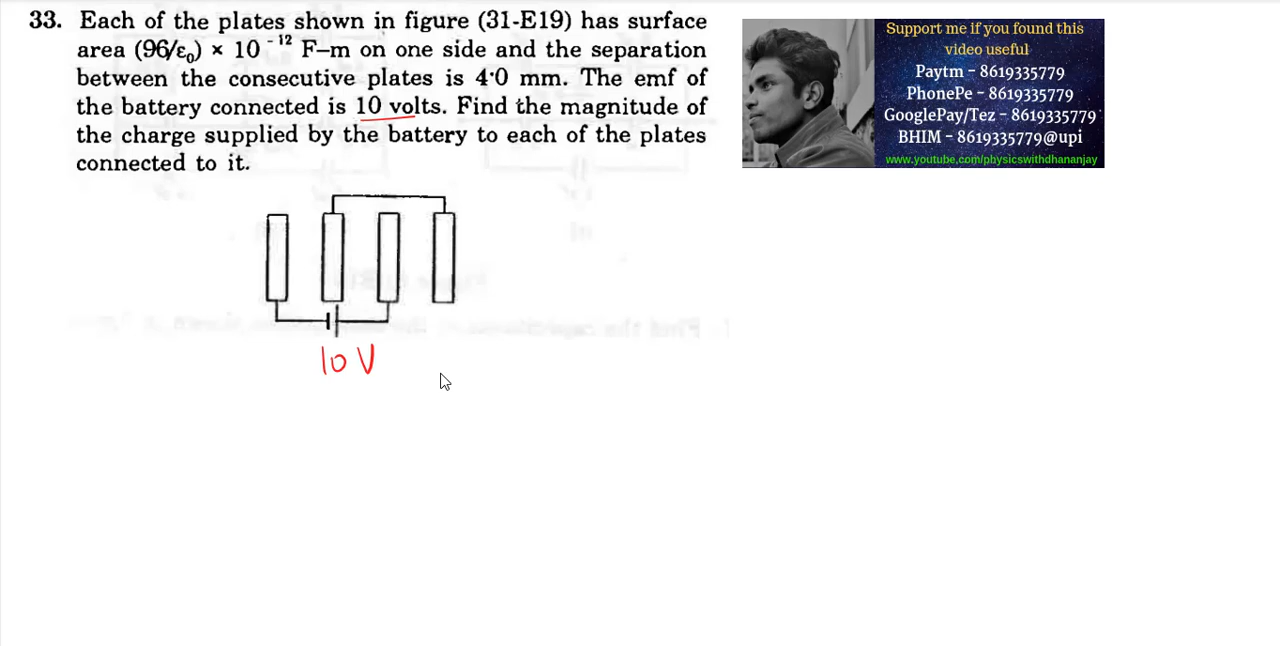 33. Each of the plates shown in figure (31-E19) has surface
area (96/ε₀) × 10⁻¹² F–m on one side and the separation
between the consecutive plates is 4·0 mm. The emf of
the battery connected is 10 volts. Find the magnitude of
the charge supplied by the battery to each of the plates
connected to it.
10 V
Support me if you found this
video useful
Paytm - 8619335779
PhonePe - 8619335779
GooglePay/Tez - 8619335779
BHIM - 8619335779@upi
www.youtube.com/physicswithdhananjay